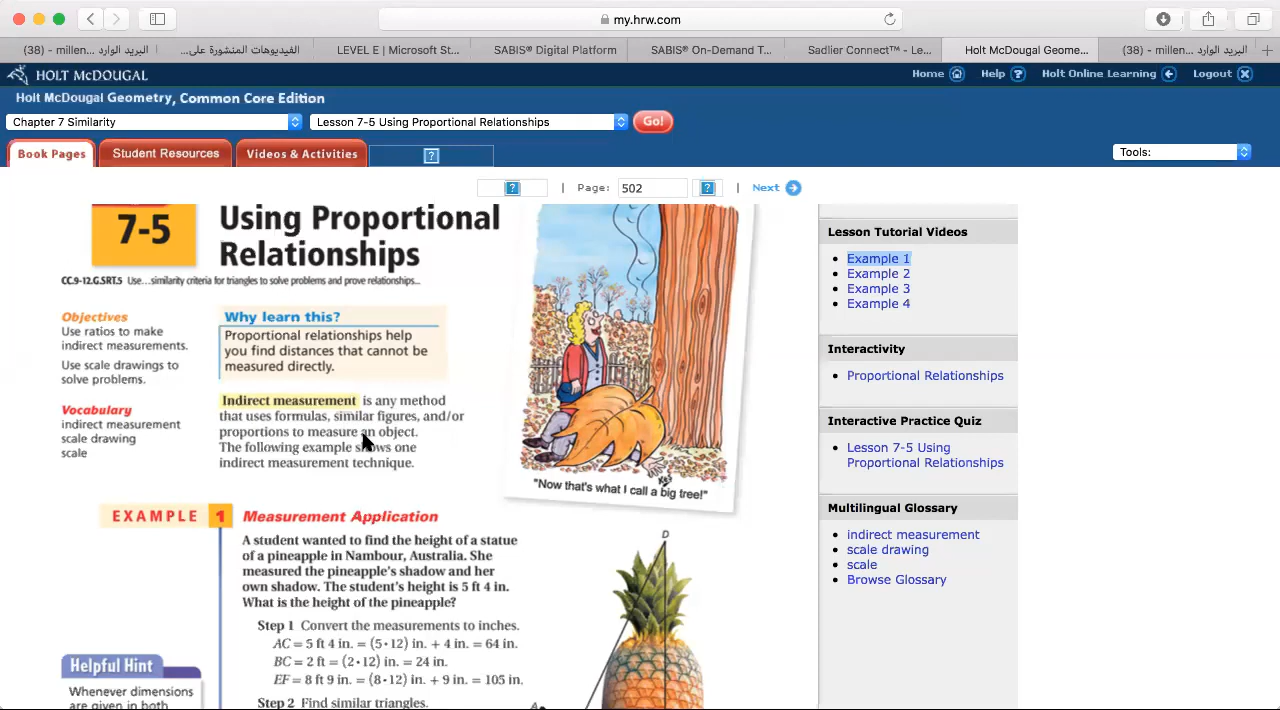 my.hrw.com
البريد الوارد (38) – millen...
الفيديوهات المنشورة على...
LEVEL E | Microsoft St...
SABIS® Digital Platform
SABIS® On-Demand T...
Sadlier Connect™ - Le...
Holt McDougal Geome...
البريد الوارد (38) – millen...
HOLT McDOUGAL
Home
Help ?
Holt Online Learning
Logout X
Holt McDougal Geometry, Common Core Edition
Chapter 7 Similarity
Lesson 7-5 Using Proportional Relationships
Go!
Book Pages
Student Resources
Videos & Activities
?
Tools:
?
| Page: 502
?
| Next
7-5
Using Proportional
Relationships
CC.9-12.G.SRT.5 Use...similarity criteria for triangles to solve problems and prove relationships...
Objectives
Use ratios to make
indirect measurements.
Use scale drawings to
solve problems.
Vocabulary
indirect measurement
scale drawing
scale
Why learn this?
Proportional relationships help
you find distances that cannot be
measured directly.
Indirect measurement is any method
that uses formulas, similar figures, and/or
proportions to measure an object.
The following example shows one
indirect measurement technique.
"Now that's what I call a big tree!"
EXAMPLE 1 Measurement Application
A student wanted to find the height of a statue
of a pineapple in Nambour, Australia. She
measured the pineapple's shadow and her
own shadow. The student's height is 5 ft 4 in.
What is the height of the pineapple?
Step 1 Convert the measurements to inches.
AC = 5 ft 4 in. = (5 • 12) in. + 4 in. = 64 in.
BC = 2 ft = (2 • 12) in. = 24 in.
EF = 8 ft 9 in. = (8 • 12) in. + 9 in. = 105 in.
Step 2 Find similar triangles.
Helpful Hint
Whenever dimensions
are given in both
D
A
Lesson Tutorial Videos
Example 1
Example 2
Example 3
Example 4
Interactivity
Proportional Relationships
Interactive Practice Quiz
Lesson 7-5 Using
Proportional Relationships
Multilingual Glossary
indirect measurement
scale drawing
scale
Browse Glossary